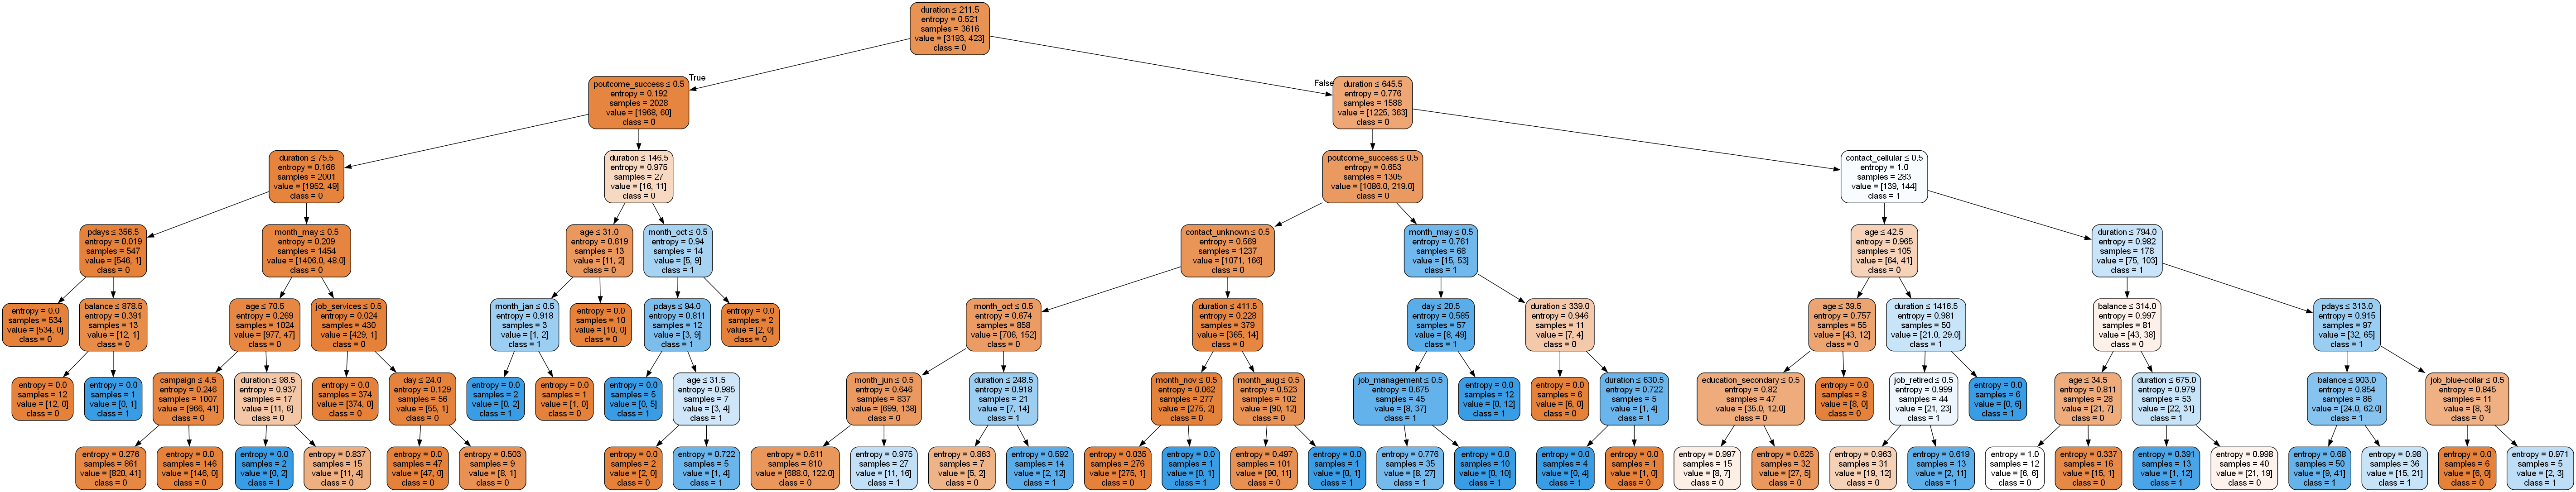 duration ≤ 211.5
entropy = 0.521
samples = 3616
value = [3193, 423]
class = 0
True
False
poutcome_success ≤ 0.5
entropy = 0.192
samples = 2028
value = [1968, 60]
class = 0
duration ≤ 645.5
entropy = 0.776
samples = 1588
value = [1225, 363]
class = 0
duration ≤ 75.5
entropy = 0.166
samples = 2001
value = [1952, 49]
class = 0
duration ≤ 146.5
entropy = 0.975
samples = 27
value = [16, 11]
class = 0
poutcome_success ≤ 0.5
entropy = 0.653
samples = 1305
value = [1086.0, 219.0]
class = 0
contact_cellular ≤ 0.5
entropy = 1.0
samples = 283
value = [139, 144]
class = 1
pdays ≤ 356.5
entropy = 0.019
samples = 547
value = [546, 1]
class = 0
month_may ≤ 0.5
entropy = 0.209
samples = 1454
value = [1406.0, 48.0]
class = 0
age ≤ 31.0
entropy = 0.619
samples = 13
value = [11, 2]
class = 0
month_oct ≤ 0.5
entropy = 0.94
samples = 14
value = [5, 9]
class = 1
contact_unknown ≤ 0.5
entropy = 0.569
samples = 1237
value = [1071, 166]
class = 0
month_may ≤ 0.5
entropy = 0.761
samples = 68
value = [15, 53]
class = 1
age ≤ 42.5
entropy = 0.965
samples = 105
value = [64, 41]
class = 0
duration ≤ 794.0
entropy = 0.982
samples = 178
value = [75, 103]
class = 1
entropy = 0.0
samples = 534
value = [534, 0]
class = 0
balance ≤ 878.5
entropy = 0.391
samples = 13
value = [12, 1]
class = 0
age ≤ 70.5
entropy = 0.269
samples = 1024
value = [977, 47]
class = 0
job_services ≤ 0.5
entropy = 0.024
samples = 430
value = [429, 1]
class = 0
month_jan ≤ 0.5
entropy = 0.918
samples = 3
value = [1, 2]
class = 1
entropy = 0.0
samples = 10
value = [10, 0]
class = 0
pdays ≤ 94.0
entropy = 0.811
samples = 12
value = [3, 9]
class = 1
entropy = 0.0
samples = 2
value = [2, 0]
class = 0
month_oct ≤ 0.5
entropy = 0.674
samples = 858
value = [706, 152]
class = 0
duration ≤ 411.5
entropy = 0.228
samples = 379
value = [365, 14]
class = 0
day ≤ 20.5
entropy = 0.585
samples = 57
value = [8, 49]
class = 1
duration ≤ 339.0
entropy = 0.946
samples = 11
value = [7, 4]
class = 0
age ≤ 39.5
entropy = 0.757
samples = 55
value = [43, 12]
class = 0
duration ≤ 1416.5
entropy = 0.981
samples = 50
value = [21.0, 29.0]
class = 1
balance ≤ 314.0
entropy = 0.997
samples = 81
value = [43, 38]
class = 0
pdays ≤ 313.0
entropy = 0.915
samples = 97
value = [32, 65]
class = 1
entropy = 0.0
samples = 12
value = [12, 0]
class = 0
entropy = 0.0
samples = 1
value = [0, 1]
class = 1
campaign ≤ 4.5
entropy = 0.246
samples = 1007
value = [966, 41]
class = 0
duration ≤ 98.5
entropy = 0.937
samples = 17
value = [11, 6]
class = 0
entropy = 0.0
samples = 374
value = [374, 0]
class = 0
day ≤ 24.0
entropy = 0.129
samples = 56
value = [55, 1]
class = 0
entropy = 0.0
samples = 2
value = [0, 2]
class = 1
entropy = 0.0
samples = 1
value = [1, 0]
class = 0
entropy = 0.0
samples = 5
value = [0, 5]
class = 1
age ≤ 31.5
entropy = 0.985
samples = 7
value = [3, 4]
class = 1
month_jun ≤ 0.5
entropy = 0.646
samples = 837
value = [699, 138]
class = 0
duration ≤ 248.5
entropy = 0.918
samples = 21
value = [7, 14]
class = 1
month_nov ≤ 0.5
entropy = 0.062
samples = 277
value = [275, 2]
class = 0
month_aug ≤ 0.5
entropy = 0.523
samples = 102
value = [90, 12]
class = 0
job_management ≤ 0.5
entropy = 0.675
samples = 45
value = [8, 37]
class = 1
entropy = 0.0
samples = 12
value = [0, 12]
class = 1
entropy = 0.0
samples = 6
value = [6, 0]
class = 0
duration ≤ 630.5
entropy = 0.722
samples = 5
value = [1, 4]
class = 1
education_secondary ≤ 0.5
entropy = 0.82
samples = 47
value = [35.0, 12.0]
class = 0
entropy = 0.0
samples = 8
value = [8, 0]
class = 0
job_retired ≤ 0.5
entropy = 0.999
samples = 44
value = [21, 23]
class = 1
entropy = 0.0
samples = 6
value = [0, 6]
class = 1
age ≤ 34.5
entropy = 0.811
samples = 28
value = [21, 7]
class = 0
duration ≤ 675.0
entropy = 0.979
samples = 53
value = [22, 31]
class = 1
balance ≤ 903.0
entropy = 0.854
samples = 86
value = [24.0, 62.0]
class = 1
job_blue-collar ≤ 0.5
entropy = 0.845
samples = 11
value = [8, 3]
class = 0
entropy = 0.276
samples = 861
value = [820, 41]
class = 0
entropy = 0.0
samples = 146
value = [146, 0]
class = 0
entropy = 0.0
samples = 2
value = [0, 2]
class = 1
entropy = 0.837
samples = 15
value = [11, 4]
class = 0
entropy = 0.0
samples = 47
value = [47, 0]
class = 0
entropy = 0.503
samples = 9
value = [8, 1]
class = 0
entropy = 0.0
samples = 2
value = [2, 0]
class = 0
entropy = 0.722
samples = 5
value = [1, 4]
class = 1
entropy = 0.611
samples = 810
value = [688.0, 122.0]
class = 0
entropy = 0.975
samples = 27
value = [11, 16]
class = 1
entropy = 0.863
samples = 7
value = [5, 2]
class = 0
entropy = 0.592
samples = 14
value = [2, 12]
class = 1
entropy = 0.035
samples = 276
value = [275, 1]
class = 0
entropy = 0.0
samples = 1
value = [0, 1]
class = 1
entropy = 0.497
samples = 101
value = [90, 11]
class = 0
entropy = 0.0
samples = 1
value = [0, 1]
class = 1
entropy = 0.776
samples = 35
value = [8, 27]
class = 1
entropy = 0.0
samples = 10
value = [0, 10]
class = 1
entropy = 0.0
samples = 4
value = [0, 4]
class = 1
entropy = 0.0
samples = 1
value = [1, 0]
class = 0
entropy = 0.997
samples = 15
value = [8, 7]
class = 0
entropy = 0.625
samples = 32
value = [27, 5]
class = 0
entropy = 0.963
samples = 31
value = [19, 12]
class = 0
entropy = 0.619
samples = 13
value = [2, 11]
class = 1
entropy = 1.0
samples = 12
value = [6, 6]
class = 0
entropy = 0.337
samples = 16
value = [15, 1]
class = 0
entropy = 0.391
samples = 13
value = [1, 12]
class = 1
entropy = 0.998
samples = 40
value = [21, 19]
class = 0
entropy = 0.68
samples = 50
value = [9, 41]
class = 1
entropy = 0.98
samples = 36
value = [15, 21]
class = 1
entropy = 0.0
samples = 6
value = [6, 0]
class = 0
entropy = 0.971
samples = 5
value = [2, 3]
class = 1